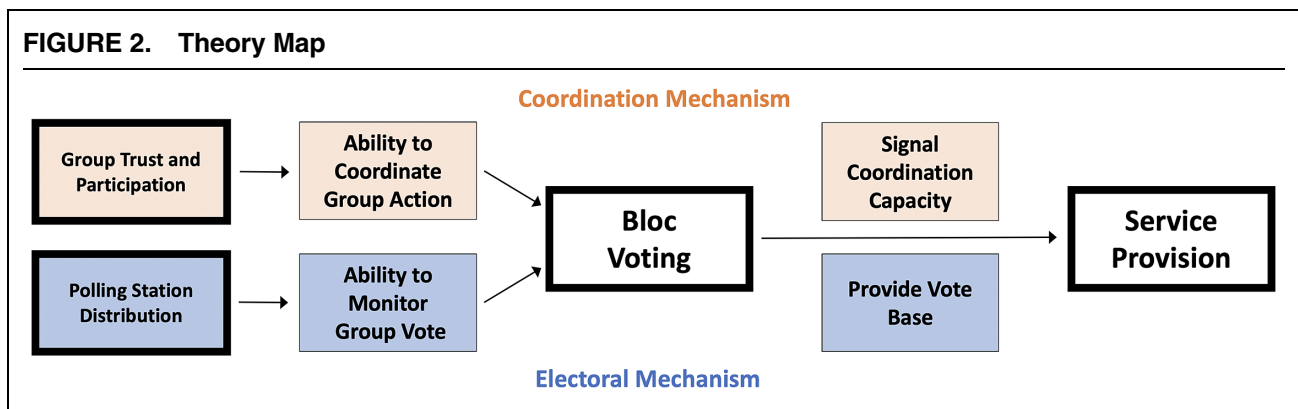 FIGURE 2. Theory Map
Coordination Mechanism
Group Trust and
Participation
Ability to
Coordinate
Group Action
Signal
Coordination
Capacity
Bloc
Voting
Service
Provision
Polling Station
Distribution
Ability to
Monitor
Group Vote
Provide Vote
Base
Electoral Mechanism